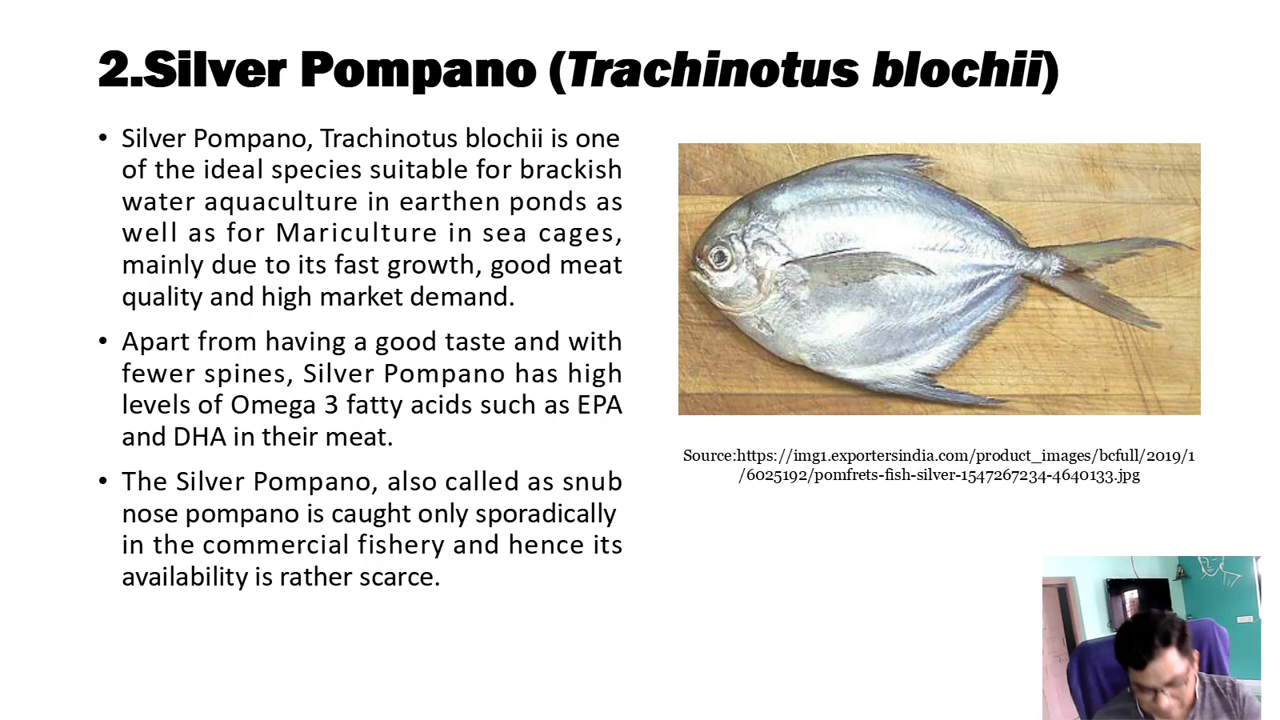 2.Silver Pompano (Trachinotus blochii)
• Silver Pompano, Trachinotus blochii is one
of the ideal species suitable for brackish
water aquaculture in earthen ponds as
well as for Mariculture in sea cages,
mainly due to its fast growth, good meat
quality and high market demand.
• Apart from having a good taste and with
fewer spines, Silver Pompano has high
levels of Omega 3 fatty acids such as EPA
and DHA in their meat.
• The Silver Pompano, also called as snub
nose pompano is caught only sporadically
in the commercial fishery and hence its
availability is rather scarce.
Source:https://img1.exportersindia.com/product_images/bcfull/2019/1
/6025192/pomfrets-fish-silver-1547267234-4640133.jpg